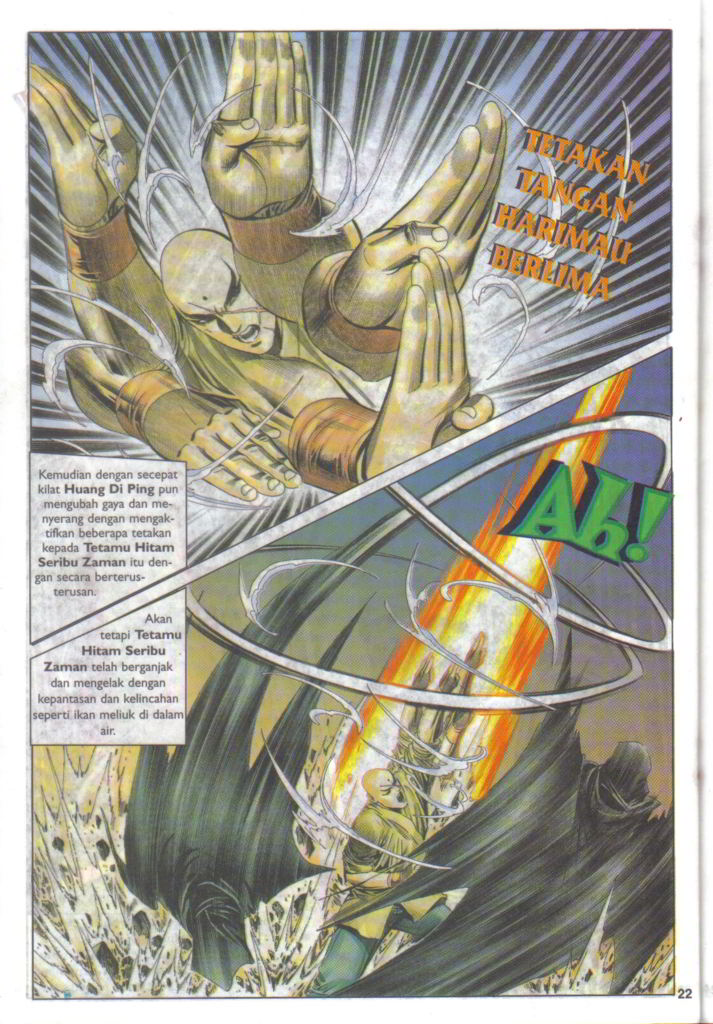 TETAKAN
TANGAN
HARIMAU
BERLIMA
Kemudian dengan secepat
kilat Huang Di Ping pun
mengubah gaya dan me-
nyerang dengan mengak-
tifkan beberapa tetakan
kepada Tetamu Hitam
Seribu Zaman itu den-
gan secara berterus-
terusan.
Ah!
Akan
tetapi Tetamu
Hitam Seribu
Zaman telah berganjak
dan mengelak dengan
kepantasan dan kelincahan
seperti ikan meliuk di dalam
air.
22